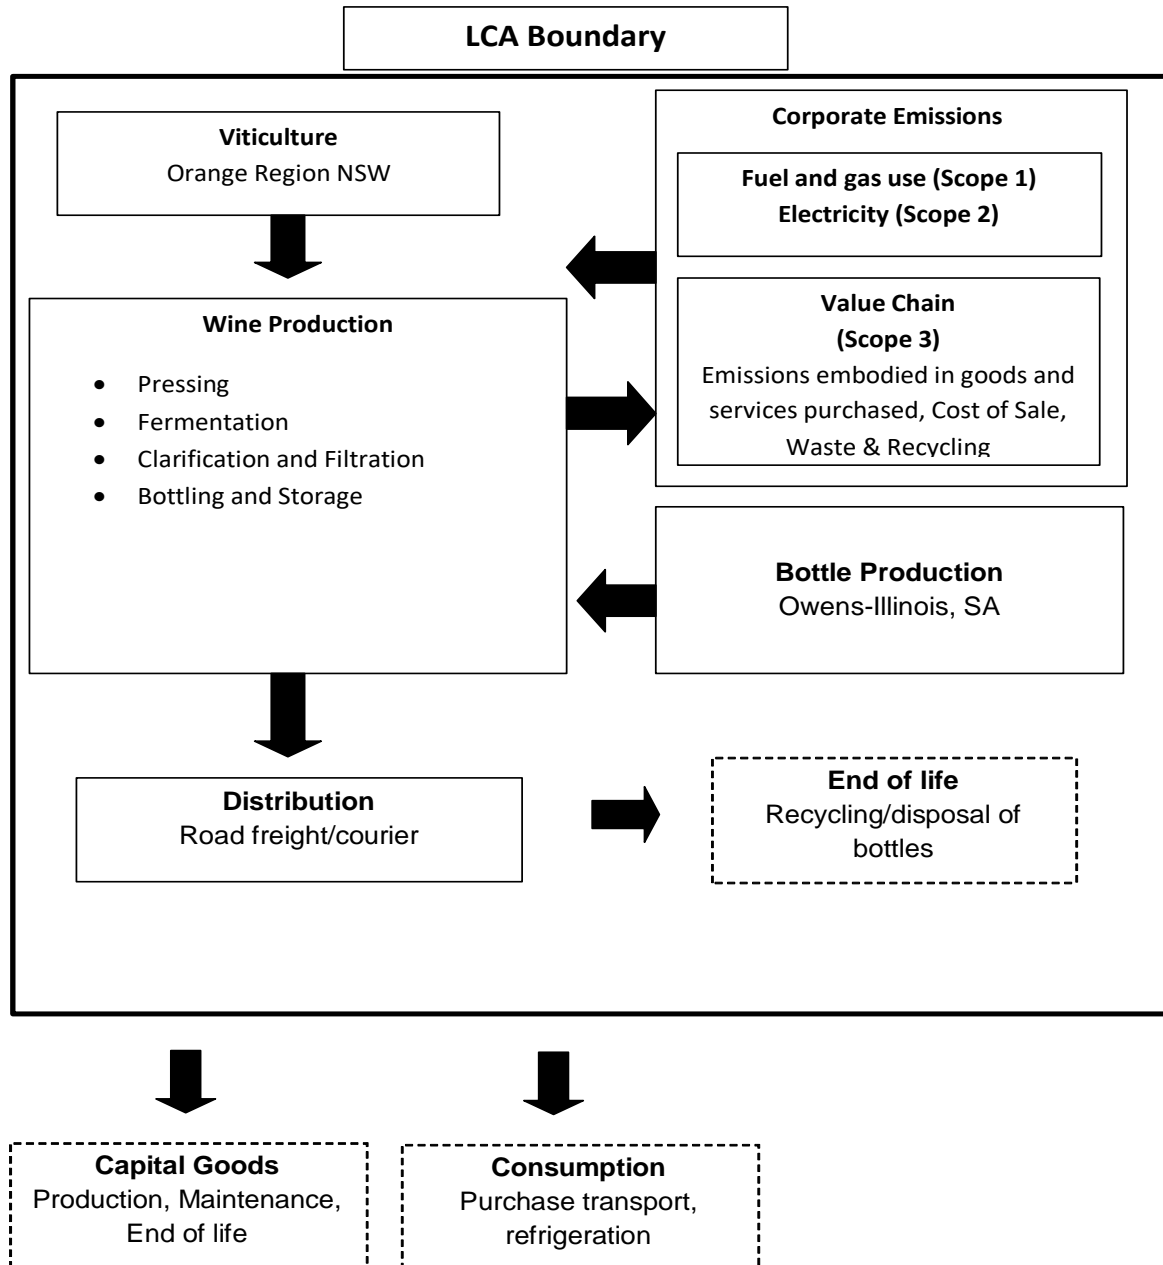 LCA Boundary
Viticulture
Orange Region NSW
Corporate Emissions
Fuel and gas use (Scope 1)
Electricity (Scope 2)
Value Chain
(Scope 3)
Emissions embodied in goods and
services purchased, Cost of Sale,
Waste & Recycling
Wine Production
• Pressing
• Fermentation
• Clarification and Filtration
• Bottling and Storage
Bottle Production
Owens-Illinois, SA
Distribution
Road freight/courier
End of life
Recycling/disposal of
bottles
Capital Goods
Production, Maintenance,
End of life
Consumption
Purchase transport,
refrigeration